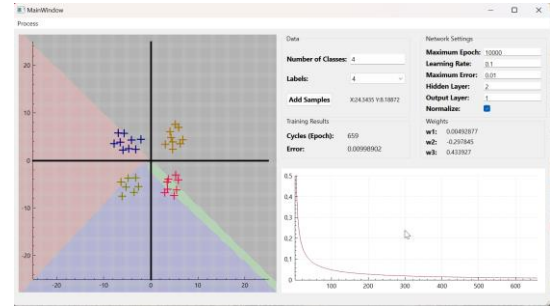 MainWindow
Process
Data
Number of Classes: 4
Labels: 4
Add Samples X:24.3435 Y:8.18872
Training Results
Cycles (Epoch): 659
Error: 0.00998902
Network Settings
Maximum Epoch: 10000
Learning Rate: 0.1
Maximum Error: 0.01
Hidden Layer: 2
Output Layer: 1
Normalize:
Weights
w1: 0.00492877
w2: -0.297845
w3: 0.433927
20
10
0
-10
-20
-20 -10 0 10 20
0.5
0.4
0.3
0.2
0.1
0
100 200 300 400 500 600